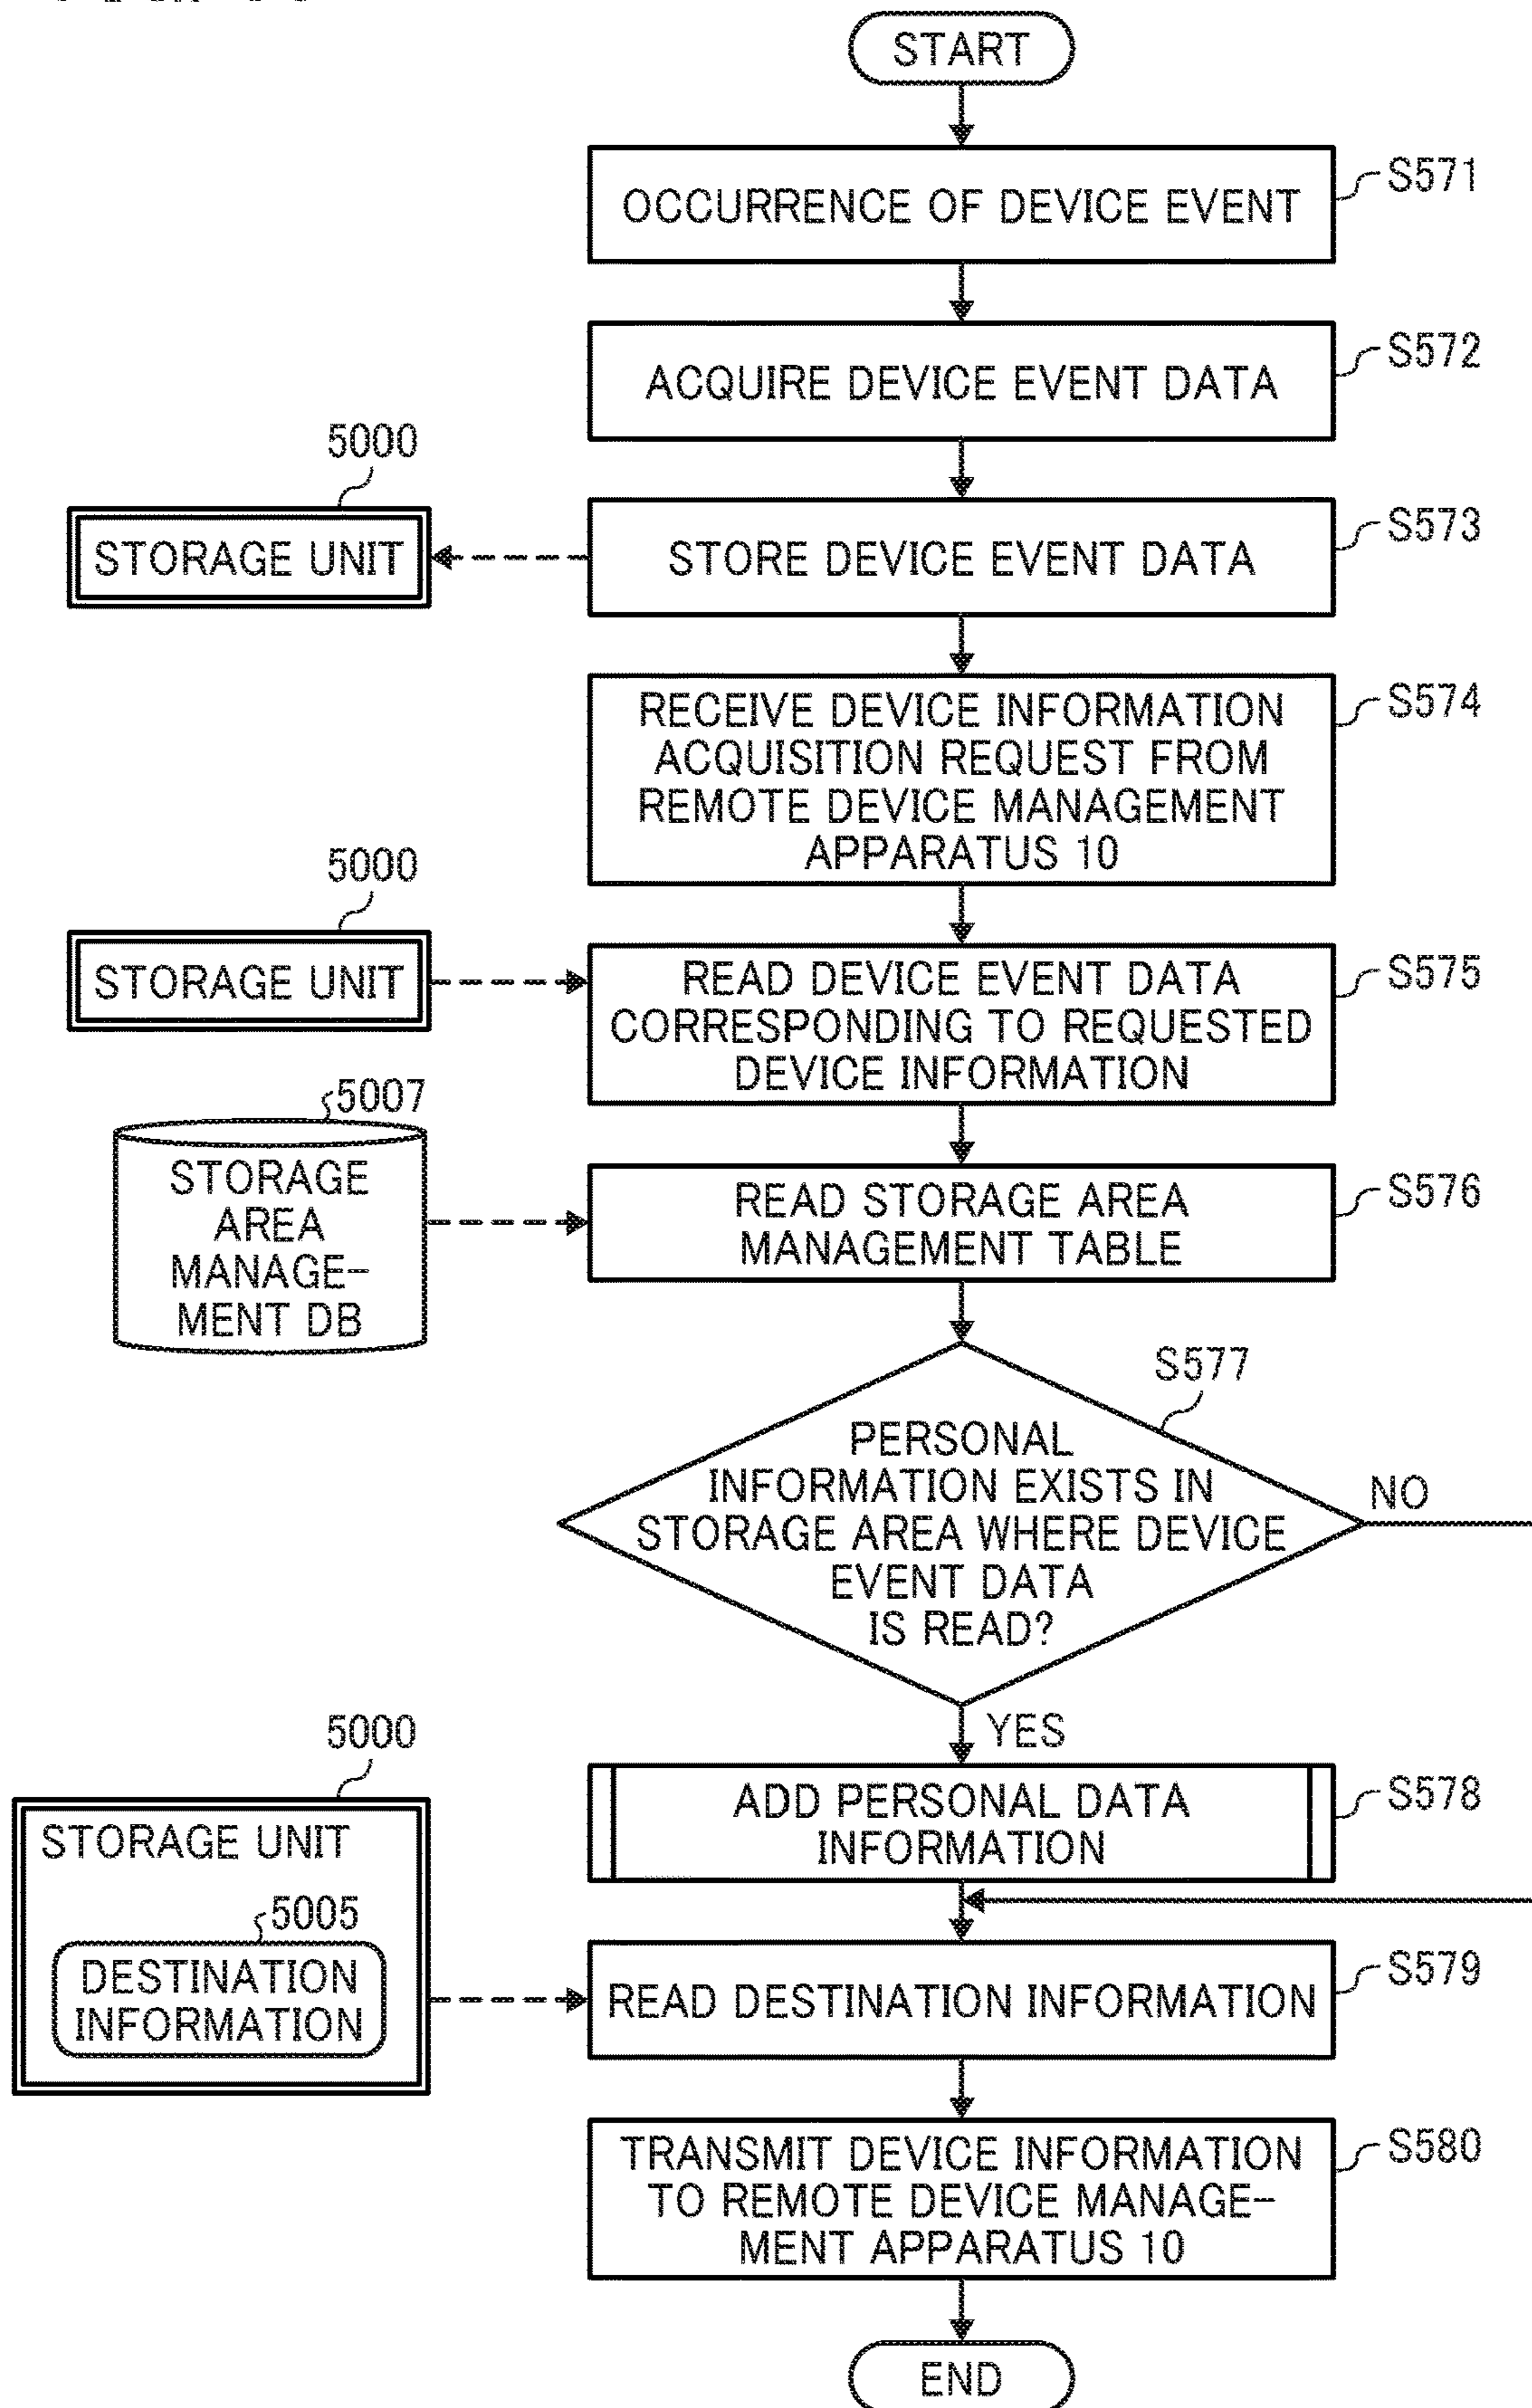 START
OCCURRENCE OF DEVICE EVENT
S571
ACQUIRE DEVICE EVENT DATA
S572
5000
STORAGE UNIT
STORE DEVICE EVENT DATA
S573
RECEIVE DEVICE INFORMATION
ACQUISITION REQUEST FROM
REMOTE DEVICE MANAGEMENT
APPARATUS 10
S574
5000
STORAGE UNIT
READ DEVICE EVENT DATA
CORRESPONDING TO REQUESTED
DEVICE INFORMATION
S575
5007
STORAGE
AREA
MANAGE-
MENT DB
READ STORAGE AREA
MANAGEMENT TABLE
S576
S577
PERSONAL
INFORMATION EXISTS IN
STORAGE AREA WHERE DEVICE
EVENT DATA
IS READ?
NO
YES
5000
STORAGE UNIT
ADD PERSONAL DATA
INFORMATION
S578
5005
DESTINATION
INFORMATION
READ DESTINATION INFORMATION
S579
TRANSMIT DEVICE INFORMATION
TO REMOTE DEVICE MANAGE-
MENT APPARATUS 10
S580
END